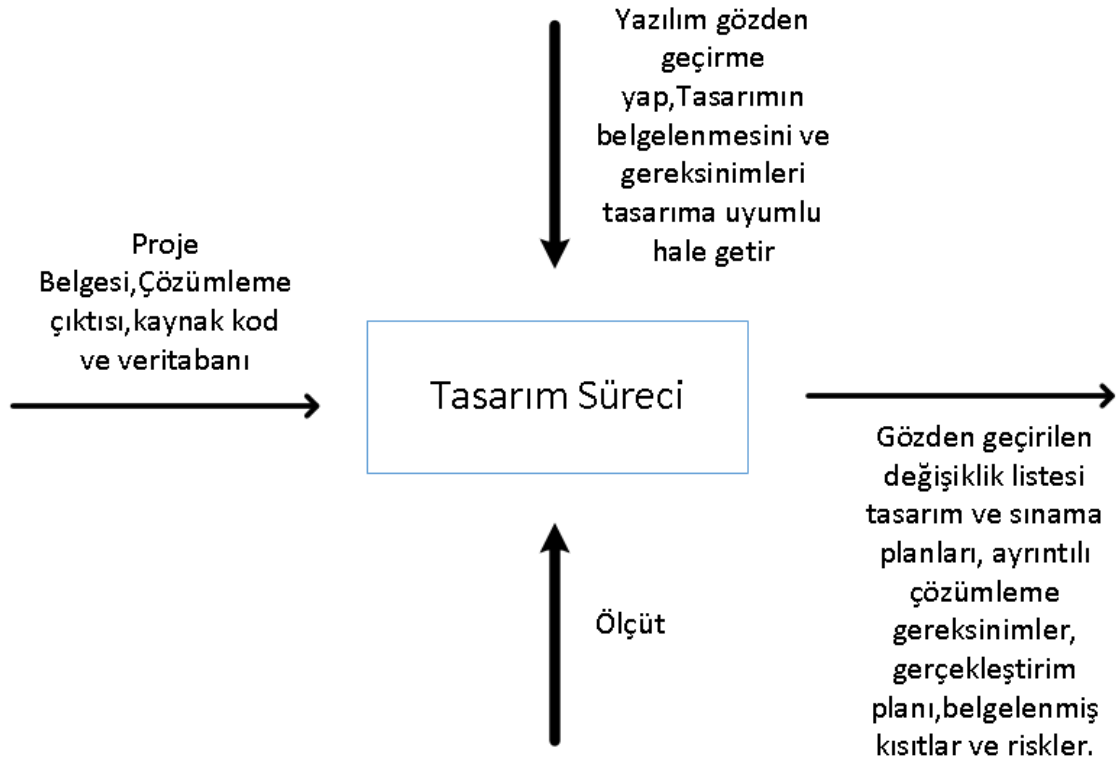 Yazılım gözden
geçirme
yap,Tasarımın
belgelenmesini ve
gereksinimleri
tasarıma uyumlu
hale getir
Proje
Belgesi,Çözümleme
çıktısı,kaynak kod
ve veritabanı
Tasarım Süreci
Gözden geçirilen
değişiklik listesi
tasarım ve sınama
planları, ayrıntılı
çözümleme
gereksinimler,
gerçekleştirim
planı,belgelenmiş
kısıtlar ve riskler.
Ölçüt